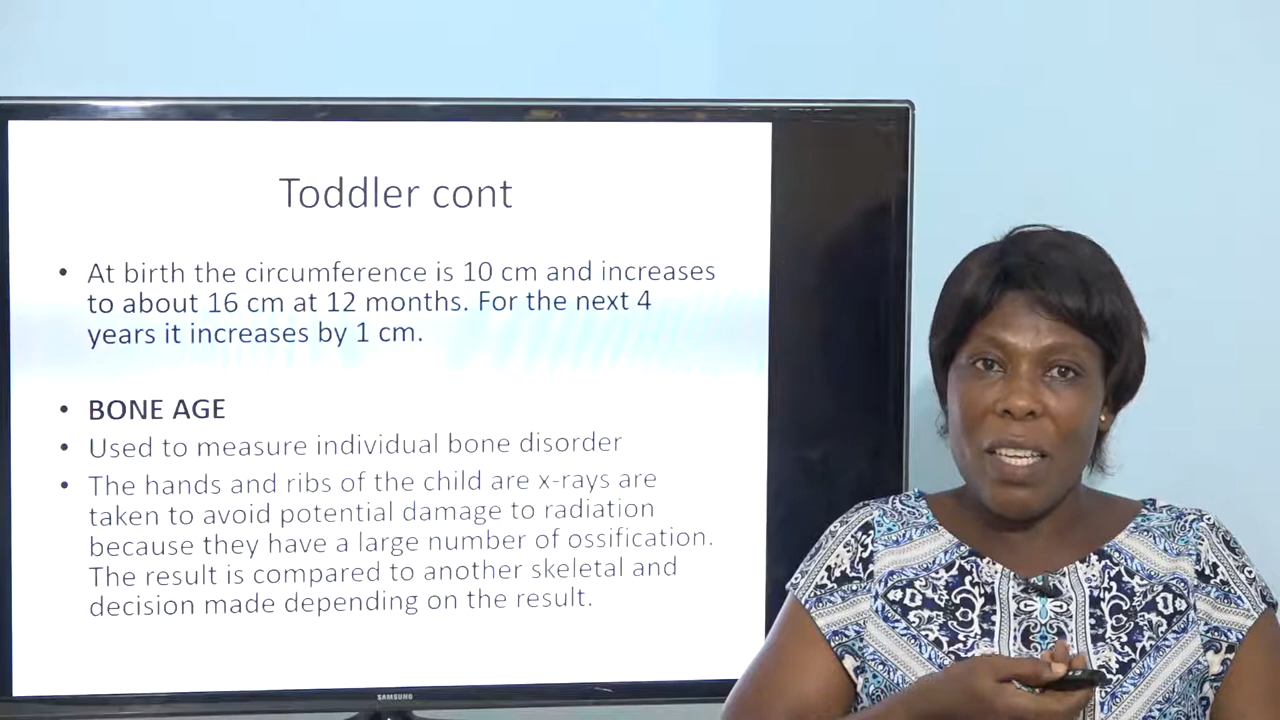 Toddler cont
• At birth the circumference is 10 cm and increases
to about 16 cm at 12 months. For the next 4
years it increases by 1 cm.
• BONE AGE
• Used to measure individual bone disorder
• The hands and ribs of the child are x-rays are
taken to avoid potential damage to radiation
because they have a large number of ossification.
The result is compared to another skeletal and
decision made depending on the result.
SAMSUNG